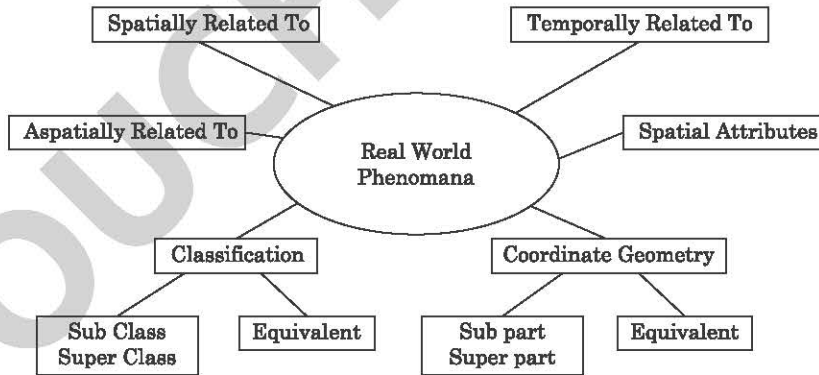 Spatially Related To
Temporally Related To
Aspatially Related To
Spatial Attributes
Real World
Phenomana
Classification
Coordinate Geometry
Sub Class
Super Class
Equivalent
Sub part
Super part
Equivalent
OUCH